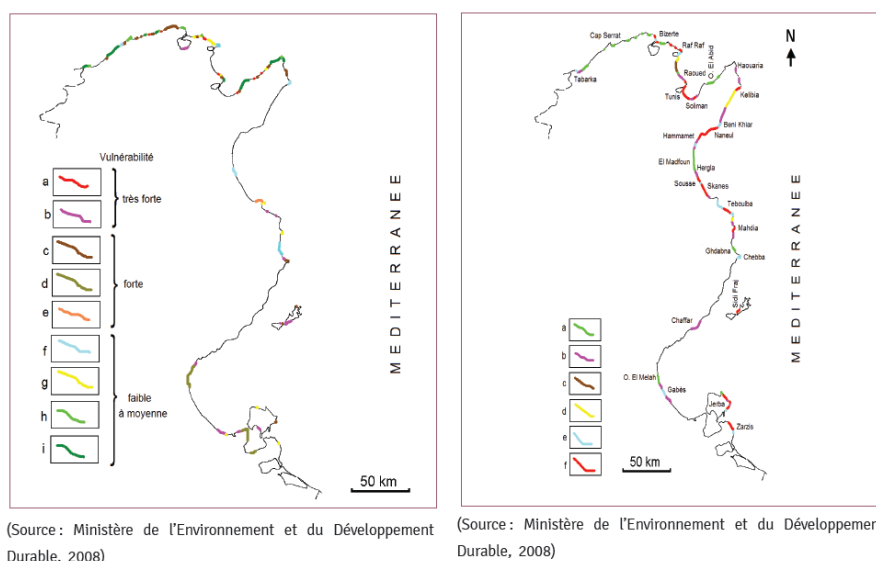 Vulnérabilité
a
b
très forte
c
d
e
forte
f
g
h
i
faible
à moyenne
MEDITERRANEE
50 km
(Source : Ministère de l'Environnement et du Développement
Durable, 2008)
N
Cap Serrat
Bizerte
Raf Raf
O. El Abid
Haouaria
Tabarka
Raoued
Tunis
Soliman
Kelibia
Beni Khiar
Hammamet
Naneul
El Madfoun
Hergla
Sousse
Skanes
Teboulba
Mahdia
Ghdabna
Chebba
Sidi Fraj
Chaffar
O. El Melah
Gabès
Jerba
Zarzis
MEDITERRANEE
a
b
c
d
e
f
50 km
(Source : Ministère de l'Environnement et du Développemen
Durable, 2008)